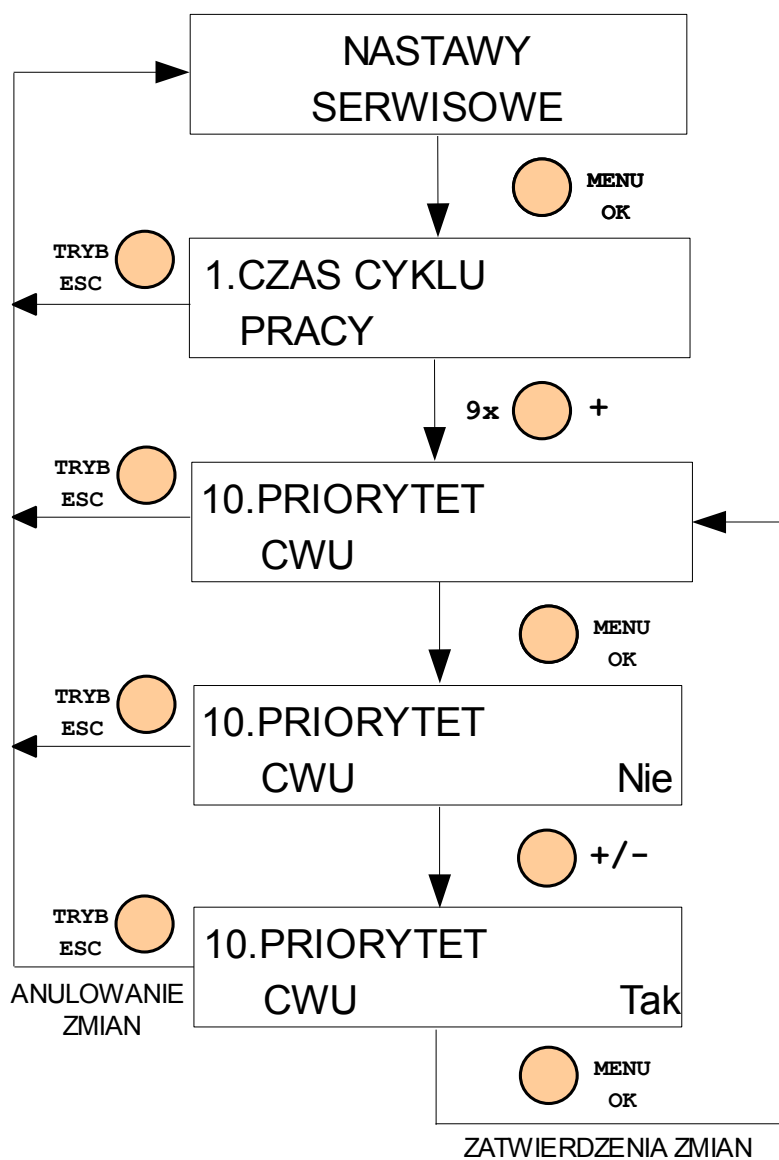 NASTAWY
SERWISOWE
MENU
OK
TRYB
ESC
1.CZAS CYKLU
PRACY
9x +
TRYB
ESC
10.PRIORYTET
CWU
MENU
OK
TRYB
ESC
10.PRIORYTET
CWU Nie
+/-
TRYB
ESC
10.PRIORYTET
CWU Tak
ANULOWANIE
ZMIAN
MENU
OK
ZATWIERDZENIA ZMIAN